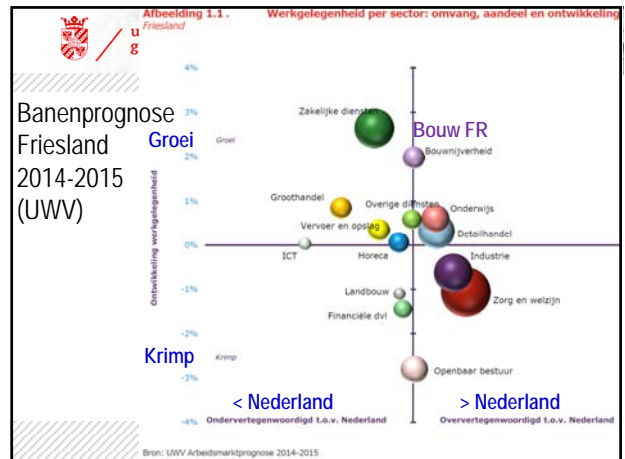 Afbeelding 1.1. Werkgelegenheid per sector: omvang, aandeel en ontwikkeling
Friesland
u
g
Banenprognose
Friesland
2014-2015
(UWV)
Groei
Krimp
Ontwikkeling werkgelegenheid
4%
3%
2%
1%
0%
-1%
-2%
-3%
-4%
Groei
Krimp
Zakelijke diensten
Bouw FR
Bouwnijverheid
Groothandel
Overige diensten
Onderwijs
Vervoer en opslag
Detailhandel
ICT
Horeca
Industrie
Landbouw
Zorg en welzijn
Financiële dvl
Openbaar bestuur
< Nederland
> Nederland
Ondervertegenwoordigd t.o.v. Nederland
Oververtegenwoordigd t.o.v. Nederland
Bron: UWV Arbeidsmarktprognose 2014-2015